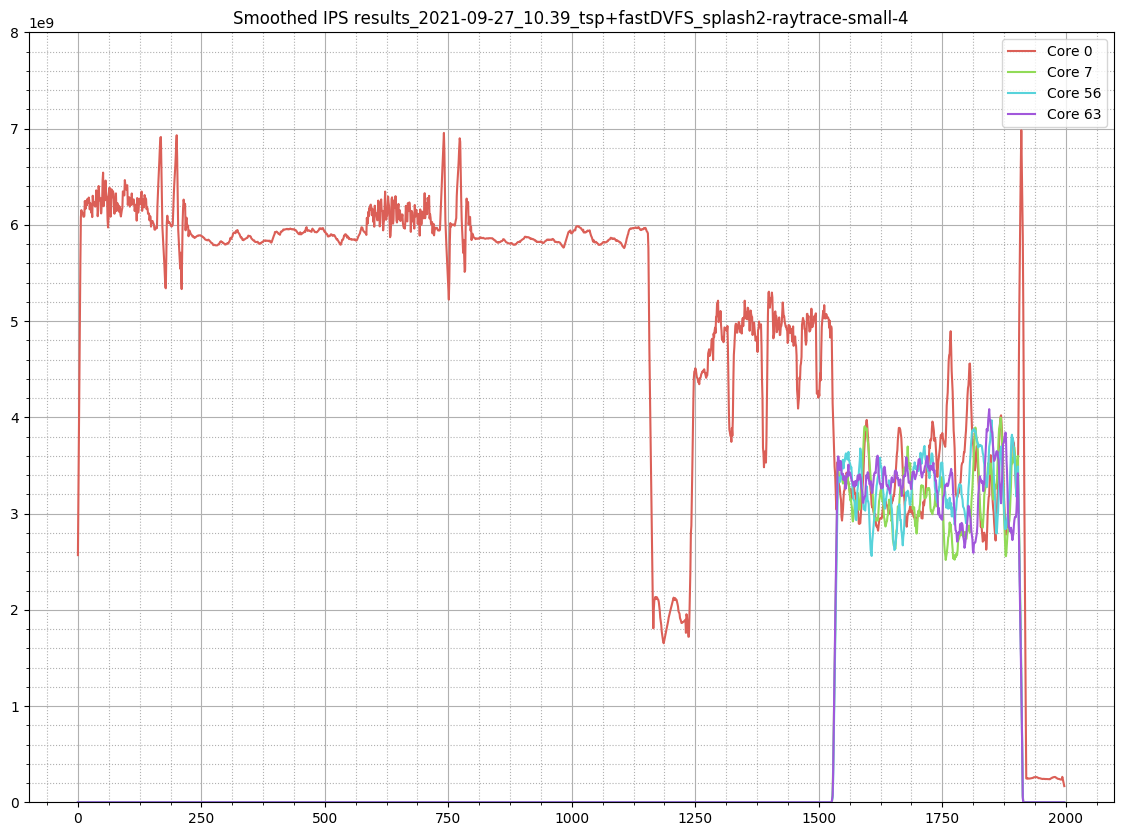 Smoothed IPS results_2021-09-27_10.39_tsp+fastDVFS_splash2-raytrace-small-4
1e9
8
7
6
5
4
3
2
1
0
Core 0
Core 7
Core 56
Core 63
0 250 500 750 1000 1250 1500 1750 2000